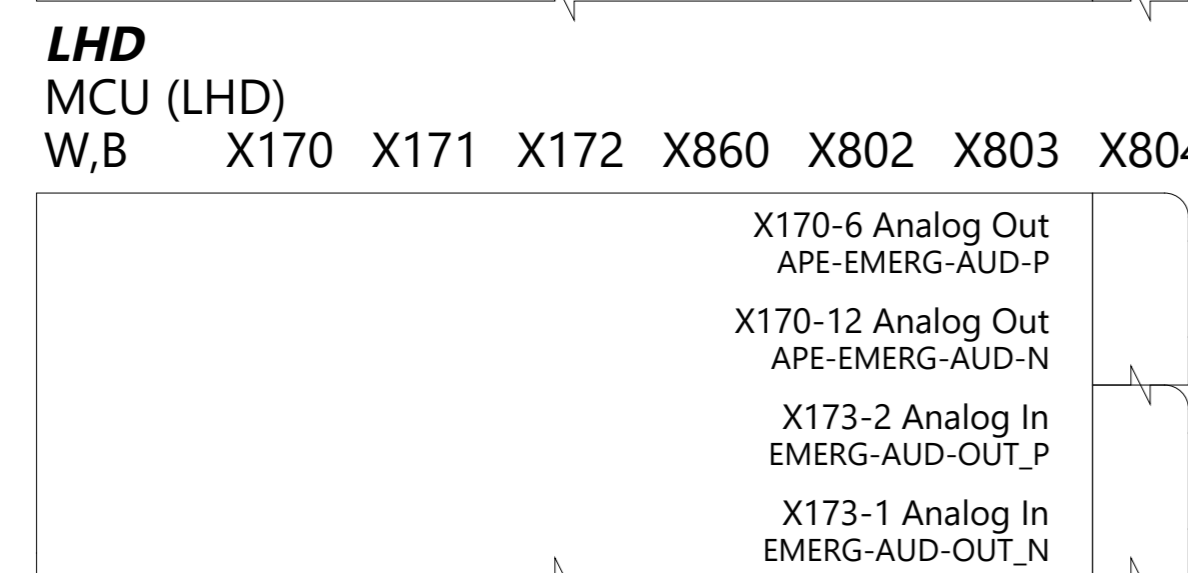 LHD
MCU (LHD)
W,B X170 X171 X172 X860 X802 X803 X804
X170-6 Analog Out
APE-EMERG-AUD-P
X170-12 Analog Out
APE-EMERG-AUD-N
X173-2 Analog In
EMERG-AUD-OUT_P
X173-1 Analog In
EMERG-AUD-OUT_N